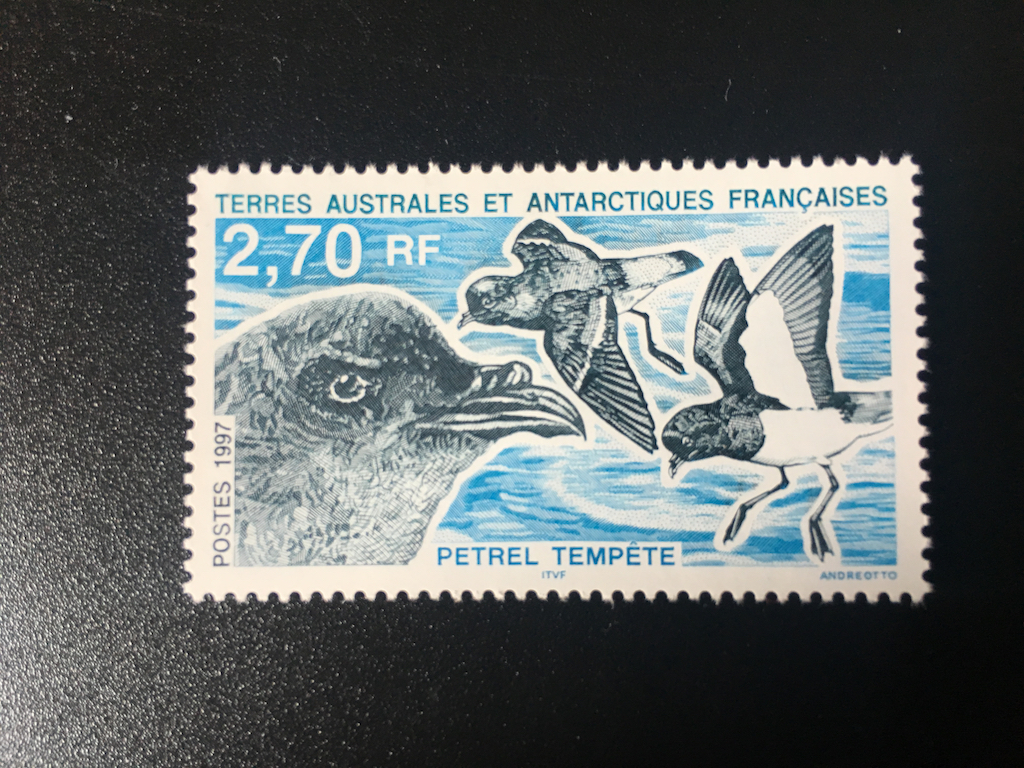 TERRES AUSTRALES ET ANTARCTIQUES FRANÇAISES
2,70 RF
POSTES 1997
PETREL TEMPÊTE
ITVF
ANDREOTTO